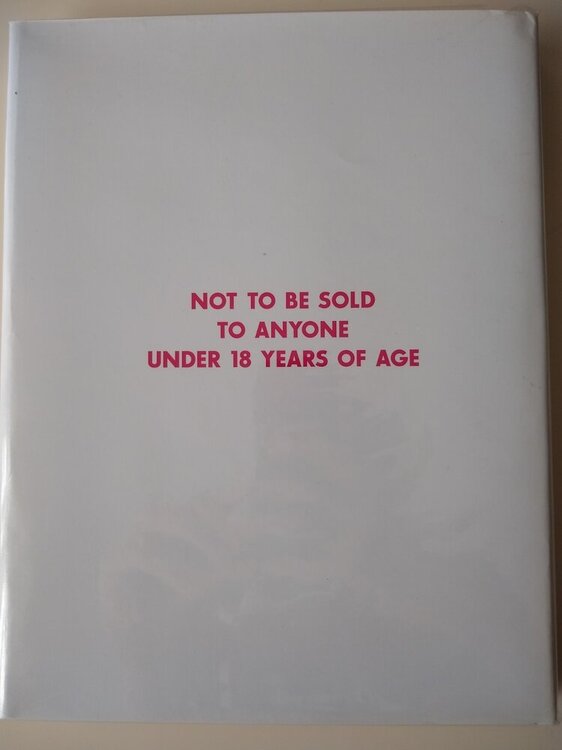 NOT TO BE SOLD
TO ANYONE
UNDER 18 YEARS OF AGE